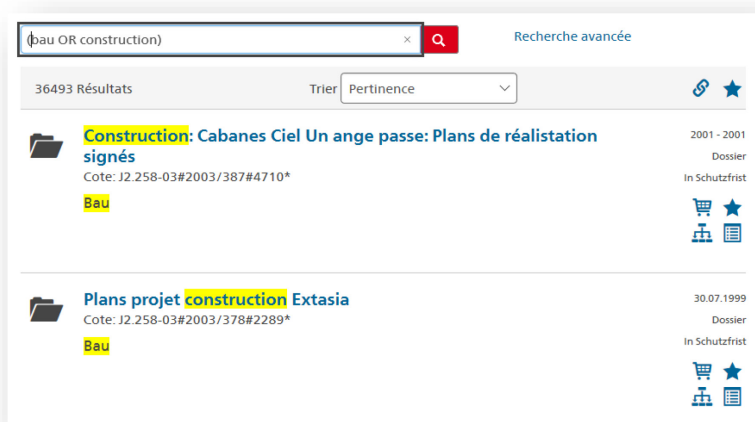 (bau OR construction) ×
Recherche avancée
36493 Résultats
Trier Pertinence
Construction: Cabanes Ciel Un ange passe: Plans de réalistation
signés
Cote: J2.258-03#2003/387#4710*
Bau
2001 - 2001
Dossier
In Schutzfrist
Plans projet construction Extasia
Cote: J2.258-03#2003/378#2289*
Bau
30.07.1999
Dossier
In Schutzfrist